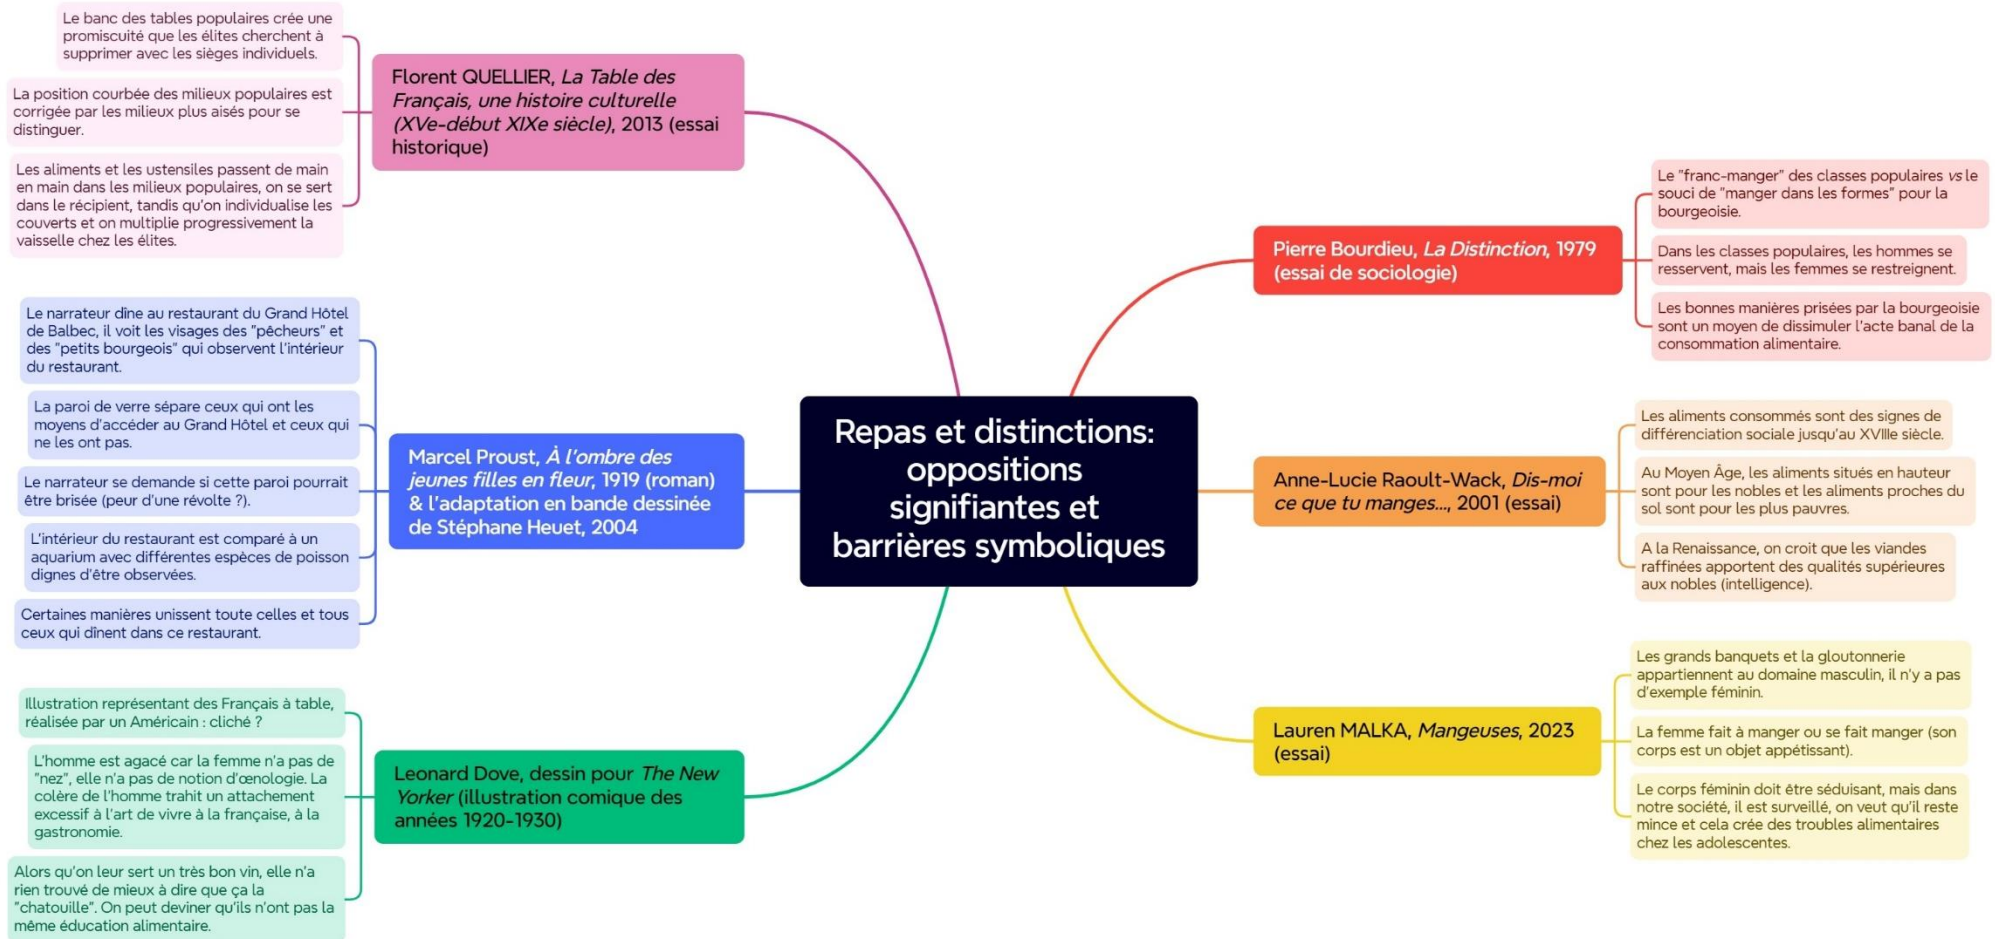 Le banc des tables populaires crée une
promiscuité que les élites cherchent à
supprimer avec les sièges individuels.
La position courbée des milieux populaires est
corrigée par les milieux plus aisés pour se
distinguer.
Les aliments et les ustensiles passent de main
en main dans les milieux populaires, on se sert
dans le récipient, tandis qu'on individualise les
couverts et on multiplie progressivement la
vaisselle chez les élites.
Florent QUELLIER, La Table des
Français, une histoire culturelle
(XVe-début XIXe siècle), 2013 (essai
historique)
Le narrateur dîne au restaurant du Grand Hôtel
de Balbec, il voit les visages des "pêcheurs" et
des "petits bourgeois" qui observent l'intérieur
du restaurant.
La paroi de verre sépare ceux qui ont les
moyens d'accéder au Grand Hôtel et ceux qui
ne les ont pas.
Le narrateur se demande si cette paroi pourrait
être brisée (peur d'une révolte ?).
L'intérieur du restaurant est comparé à un
aquarium avec différentes espèces de poisson
dignes d'être observées.
Certaines manières unissent toute celles et tous
ceux qui dînent dans ce restaurant.
Marcel Proust, À l'ombre des
jeunes filles en fleur, 1919 (roman)
& l'adaptation en bande dessinée
de Stéphane Heuet, 2004
Illustration représentant des Français à table,
réalisée par un Américain : cliché ?
L'homme est agacé car la femme n'a pas de
"nez", elle n'a pas de notion d'œnologie. La
colère de l'homme trahit un attachement
excessif à l'art de vivre à la française, à la
gastronomie.
Alors qu'on leur sert un très bon vin, elle n'a
rien trouvé de mieux à dire que ça la
"chatouille". On peut deviner qu'ils n'ont pas la
même éducation alimentaire.
Leonard Dove, dessin pour The New
Yorker (illustration comique des
années 1920-1930)
Repas et distinctions:
oppositions
signifiantes et
barrières symboliques
Pierre Bourdieu, La Distinction, 1979
(essai de sociologie)
Le "franc-manger" des classes populaires vs le
souci de "manger dans les formes" pour la
bourgeoisie.
Dans les classes populaires, les hommes se
resservent, mais les femmes se restreignent.
Les bonnes manières prisées par la bourgeoisie
sont un moyen de dissimuler l'acte banal de la
consommation alimentaire.
Anne-Lucie Raoult-Wack, Dis-moi
ce que tu manges..., 2001 (essai)
Les aliments consommés sont des signes de
différenciation sociale jusqu'au XVIIIe siècle.
Au Moyen Âge, les aliments situés en hauteur
sont pour les nobles et les aliments proches du
sol sont pour les plus pauvres.
A la Renaissance, on croit que les viandes
raffinées apportent des qualités supérieures
aux nobles (intelligence).
Lauren MALKA, Mangeuses, 2023
(essai)
Les grands banquets et la gloutonnerie
appartiennent au domaine masculin, il n'y a pas
d'exemple féminin.
La femme fait à manger ou se fait manger (son
corps est un objet appétissant).
Le corps féminin doit être séduisant, mais dans
notre société, il est surveillé, on veut qu'il reste
mince et cela crée des troubles alimentaires
chez les adolescentes.